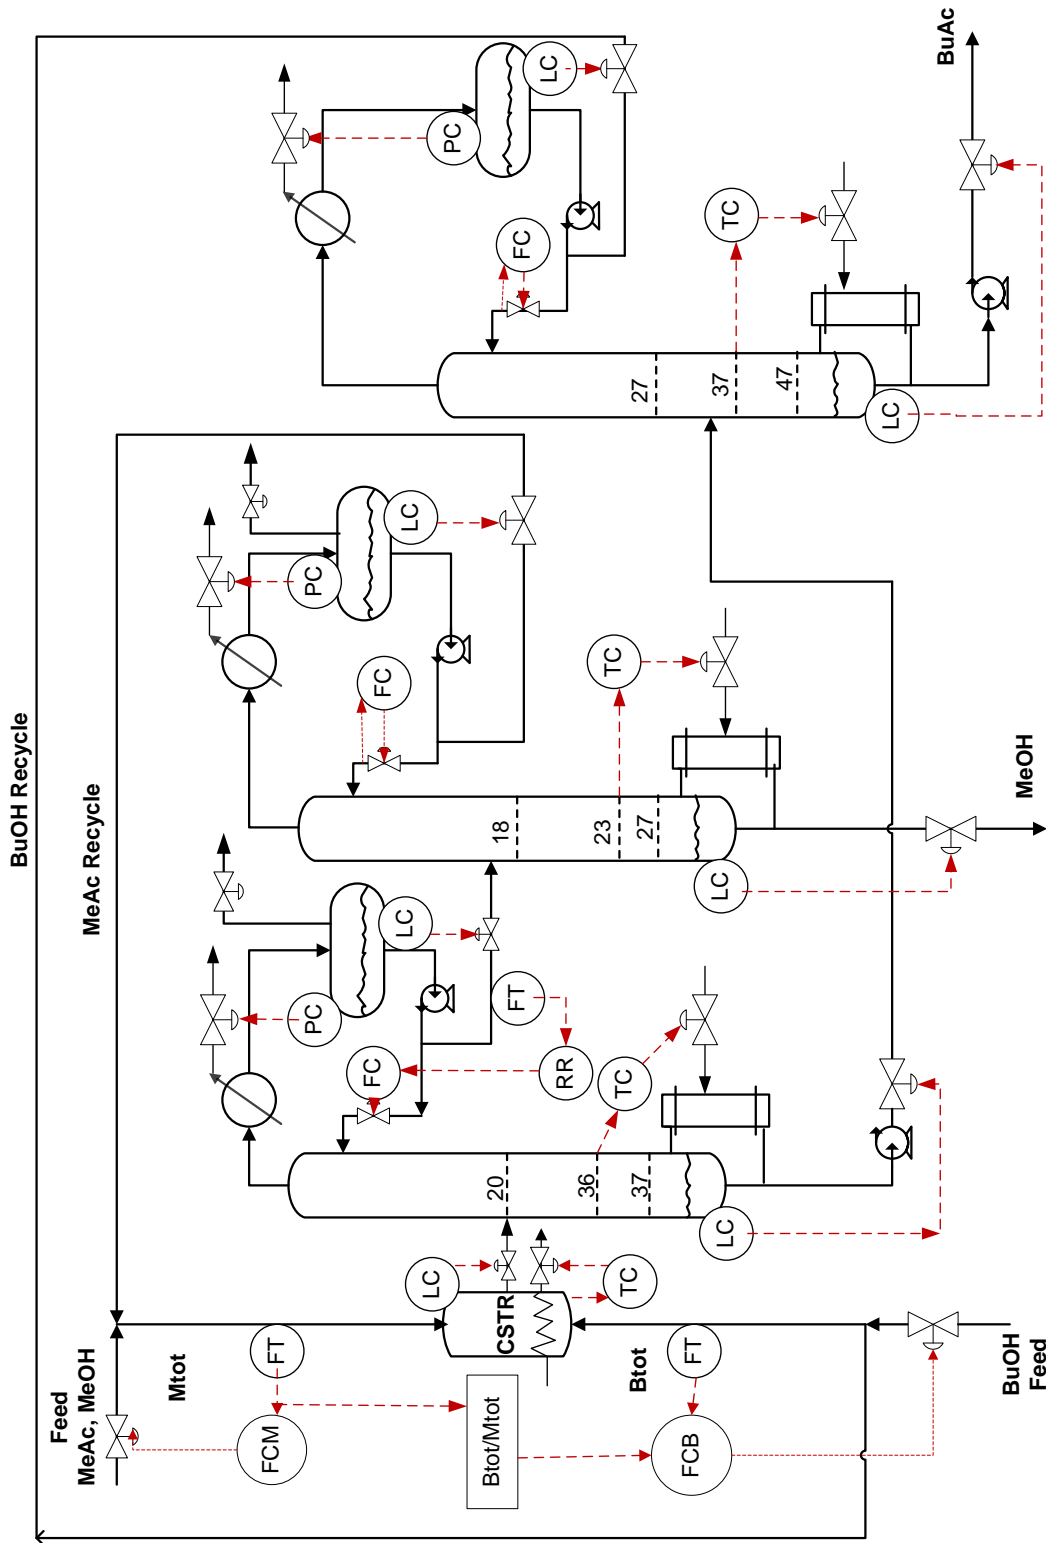 BuOH Recycle
MeAc Recycle
Feed
MeAc, MeOH
Mtot
FT
FCM
Btot/Mtot
FCB
FT
Btot
BuOH
Feed
CSTR
LC
TC
20
36
37
LC
TC
PC
LC
FC
FT
RR
18
23
27
LC
TC
PC
LC
FC
MeOH
27
37
47
LC
TC
PC
LC
FC
BuAc